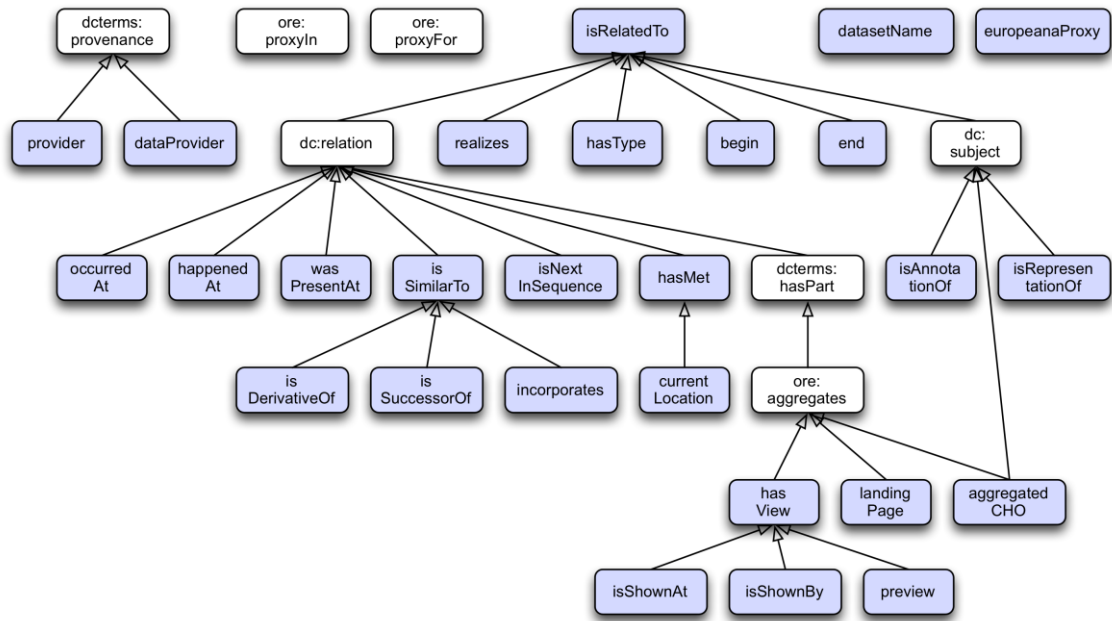 dcterms:
provenance
ore:
proxyIn
ore:
proxyFor
isRelatedTo
datasetName
europeanaProxy
provider
dataProvider
dc:relation
realizes
hasType
begin
end
dc:
subject
occurred
At
happened
At
was
PresentAt
is
SimilarTo
isNext
InSequence
hasMet
dcterms:
hasPart
isAnnota
tionOf
isRepresen
tationOf
is
DerivativeOf
is
SuccessorOf
incorporates
current
Location
ore:
aggregates
has
View
landing
Page
aggregated
CHO
isShownAt
isShownBy
preview